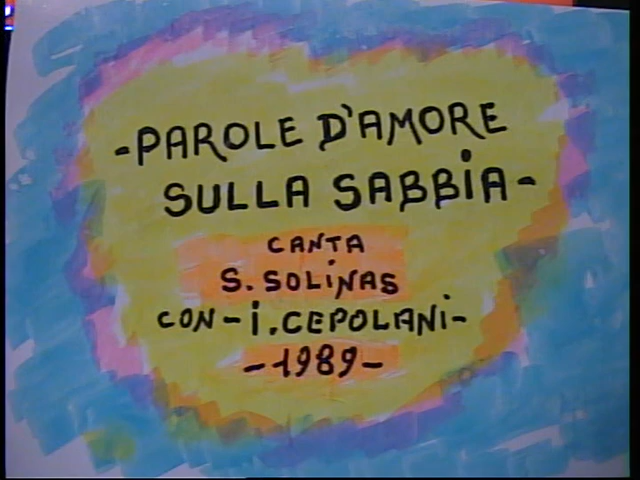 -PAROLE D'AMORE
SULLA SABBIA-
CANTA
S. SOLINAS
CON-I.CEPOLANI-
-1989-